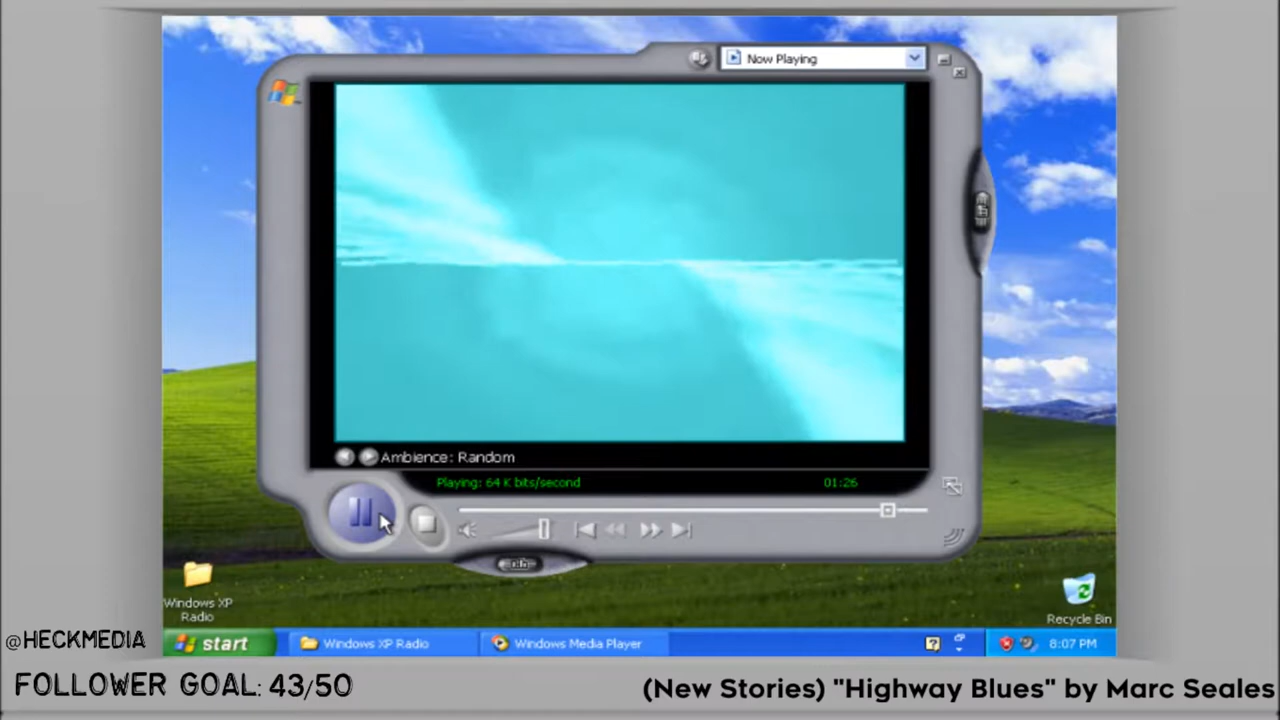 Now Playing
Ambience: Random
Playing: 64 K bits/second
01:26
Windows XP
Radio
Recycle Bin
start
Windows XP Radio
Windows Media Player
8:07 PM
@HECKMEDIA
FOLLOWER GOAL: 43/50
(New Stories) "Highway Blues" by Marc Seales